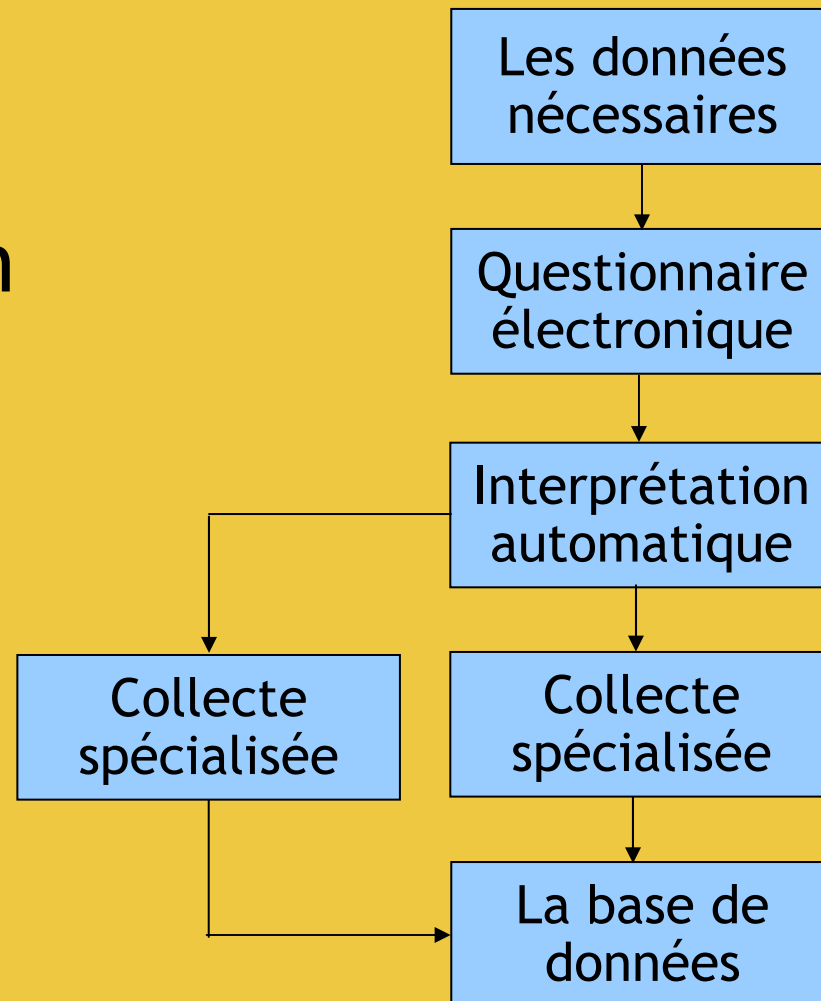 Les données
nécessaires
n
Questionnaire
électronique
Interprétation
automatique
Collecte
spécialisée
Collecte
spécialisée
La base de
données